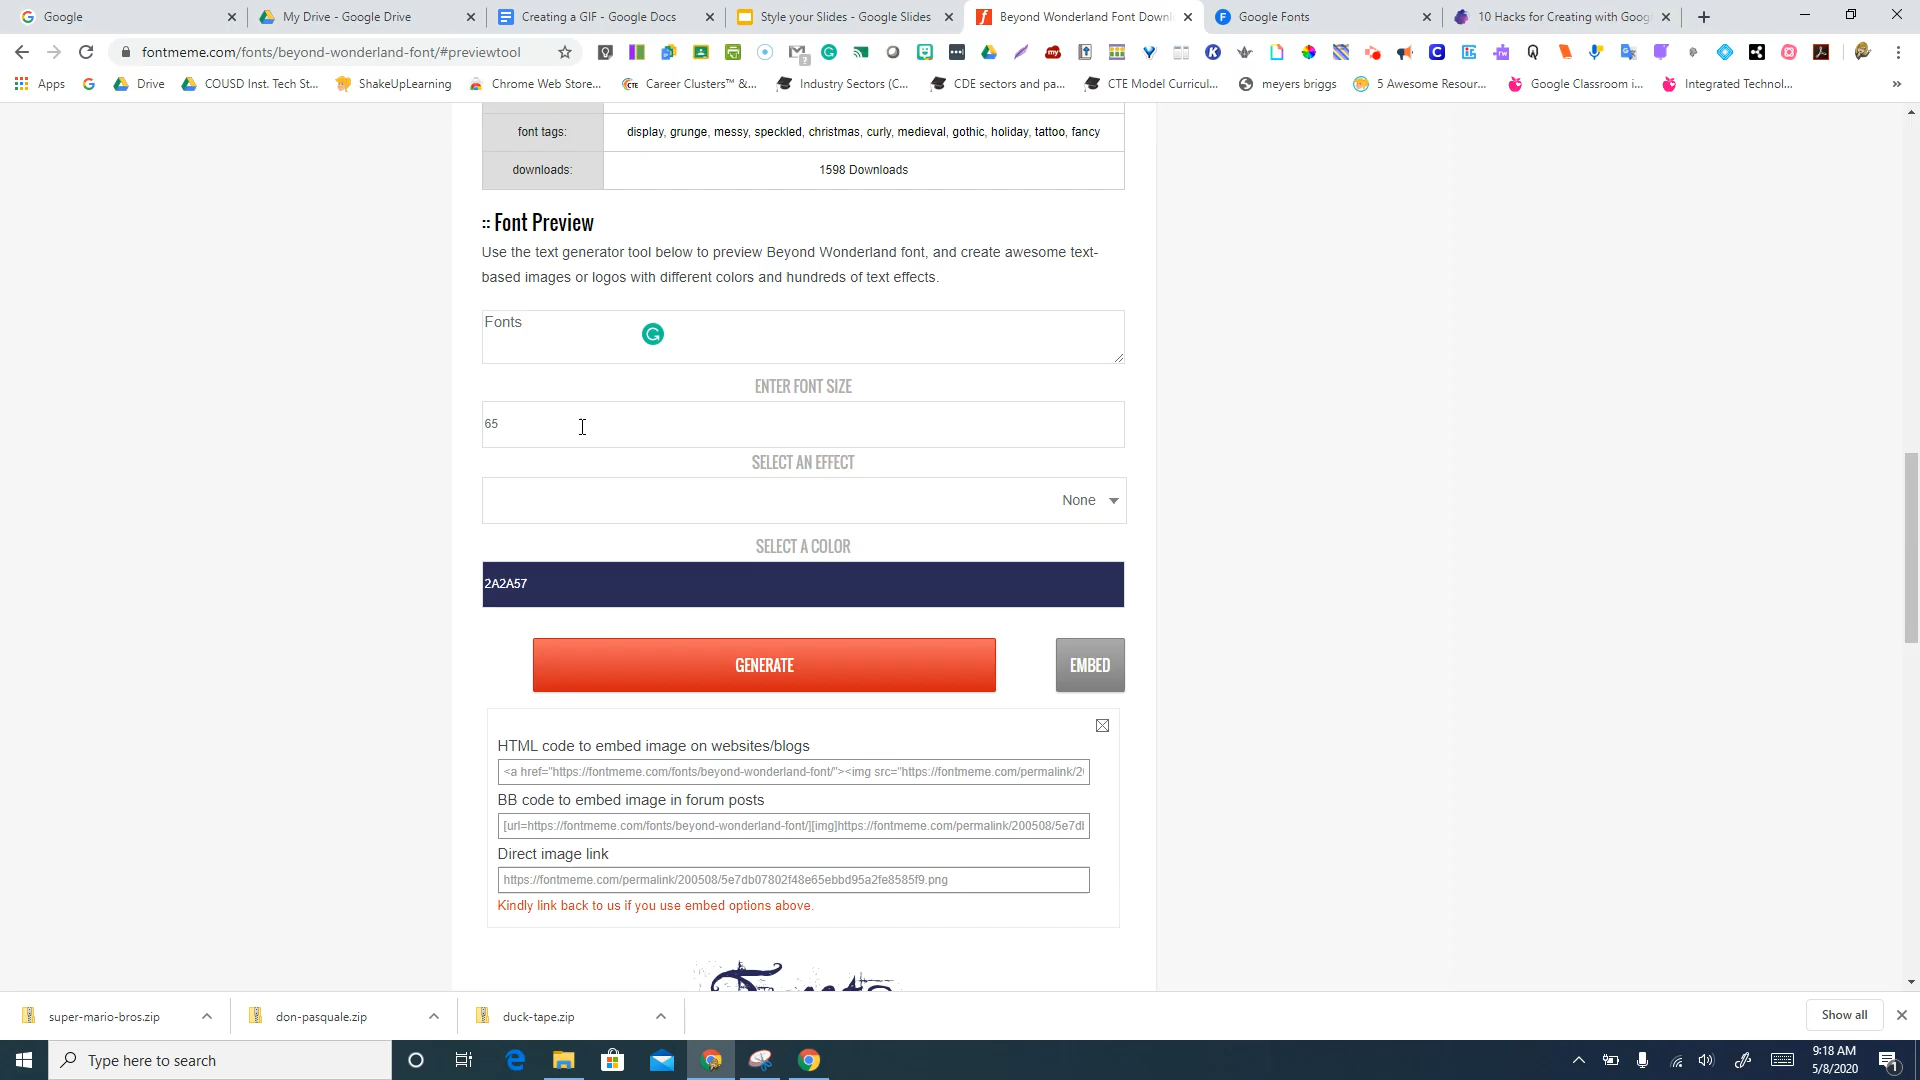 Google
My Drive - Google Drive
Creating a GIF - Google Docs
Style your Slides - Google Slides
Beyond Wonderland Font Down
Google Fonts
10 Hacks for Creating with Goog
fontmeme.com/fonts/beyond-wonderland-font/#previewtool
Apps
Drive
COUSD Inst. Tech St...
ShakeUpLearning
Chrome Web Store...
Career Clusters™ &...
Industry Sectors (C...
CDE sectors and pa...
CTE Model Curricul...
meyers briggs
5 Awesome Resour...
Google Classroom i...
Integrated Technol...
font tags:
display, grunge, messy, speckled, christmas, curly, medieval, gothic, holiday, tattoo, fancy
downloads:
1598 Downloads
:: Font Preview
Use the text generator tool below to preview Beyond Wonderland font, and create awesome text-
based images or logos with different colors and hundreds of text effects.
Fonts
ENTER FONT SIZE
65
SELECT AN EFFECT
None
SELECT A COLOR
2A2A57
GENERATE
EMBED
HTML code to embed image on websites/blogs
<a href="https://fontmeme.com/fonts/beyond-wonderland-font/"><img src="https://fontmeme.com/permalink/2
BB code to embed image in forum posts
[url=https://fontmeme.com/fonts/beyond-wonderland-font/][img]https://fontmeme.com/permalink/200508/5e7d
Direct image link
https://fontmeme.com/permalink/200508/5e7db07802f48e65ebbd95a2fe8585f9.png
Kindly link back to us if you use embed options above.
Fonts
super-mario-bros.zip
don-pasquale.zip
duck-tape.zip
Show all
Type here to search
9:18 AM
5/8/2020